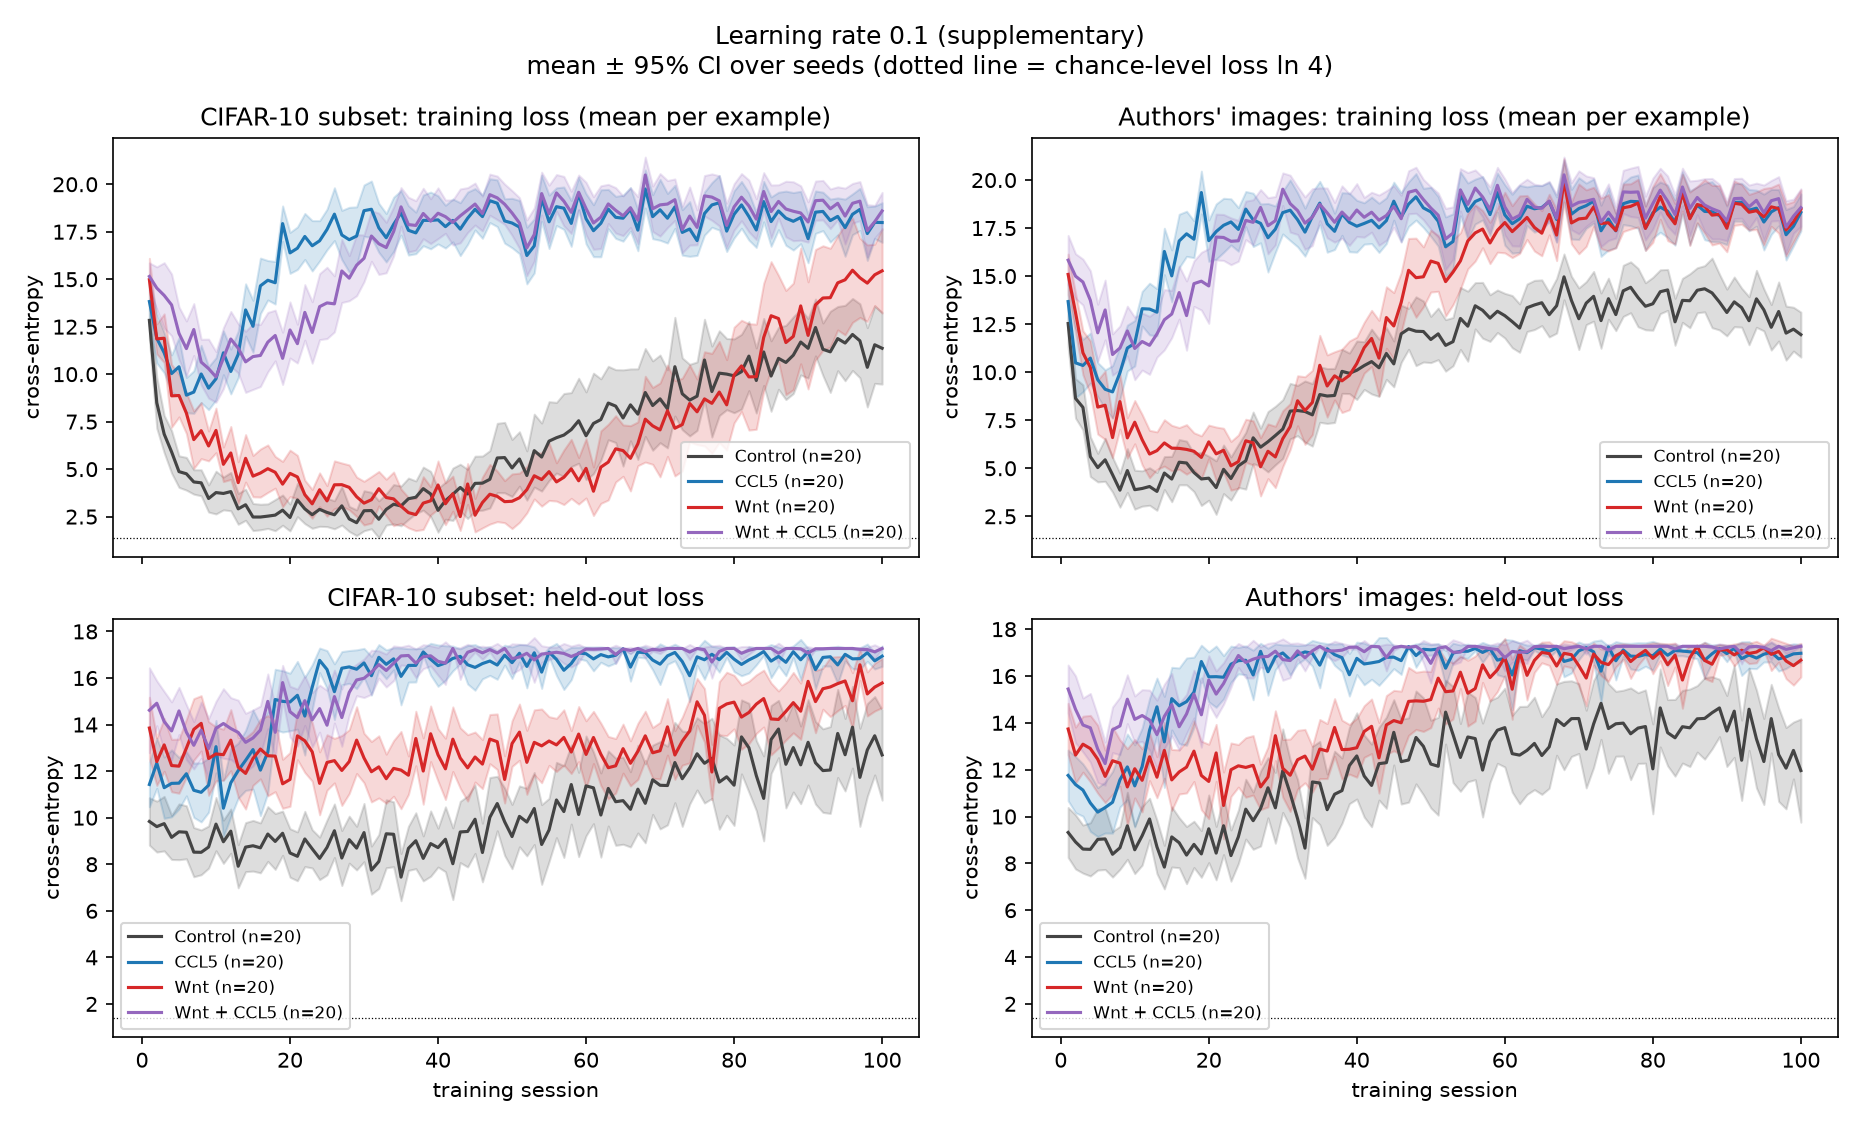 Learning rate 0.1 (supplementary)
mean ± 95% CI over seeds (dotted line = chance-level loss ln 4)
CIFAR-10 subset: training loss (mean per example)
cross-entropy
20.0
17.5
15.0
12.5
10.0
7.5
5.0
2.5
Control (n=20)
CCL5 (n=20)
Wnt (n=20)
Wnt + CCL5 (n=20)
Authors' images: training loss (mean per example)
cross-entropy
20.0
17.5
15.0
12.5
10.0
7.5
5.0
2.5
Control (n=20)
CCL5 (n=20)
Wnt (n=20)
Wnt + CCL5 (n=20)
CIFAR-10 subset: held-out loss
cross-entropy
18
16
14
12
10
8
6
4
2
Control (n=20)
CCL5 (n=20)
Wnt (n=20)
Wnt + CCL5 (n=20)
0 20 40 60 80 100
training session
Authors' images: held-out loss
cross-entropy
18
16
14
12
10
8
6
4
2
Control (n=20)
CCL5 (n=20)
Wnt (n=20)
Wnt + CCL5 (n=20)
0 20 40 60 80 100
training session